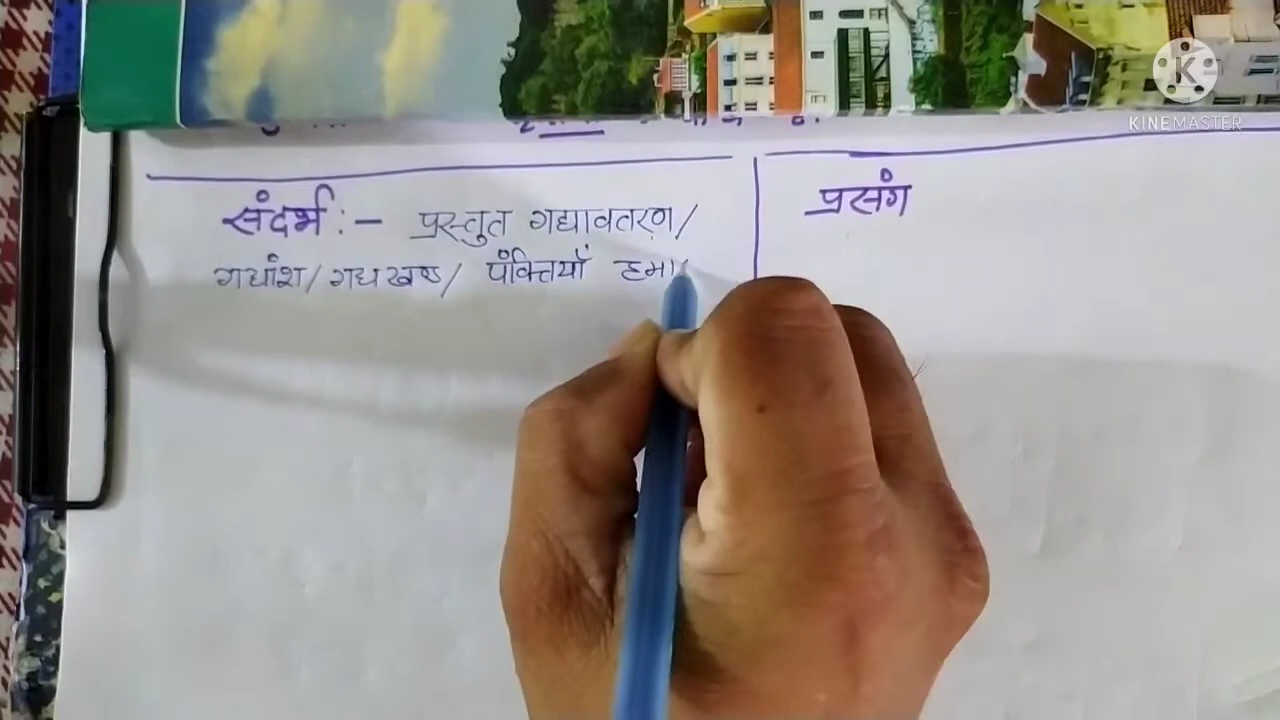 संदर्भ :- प्रस्तुत गद्यावतरण/
गद्यांश/गद्यखण्ड/ पंक्तियाँ हमा
प्रसंग
KINEMASTER